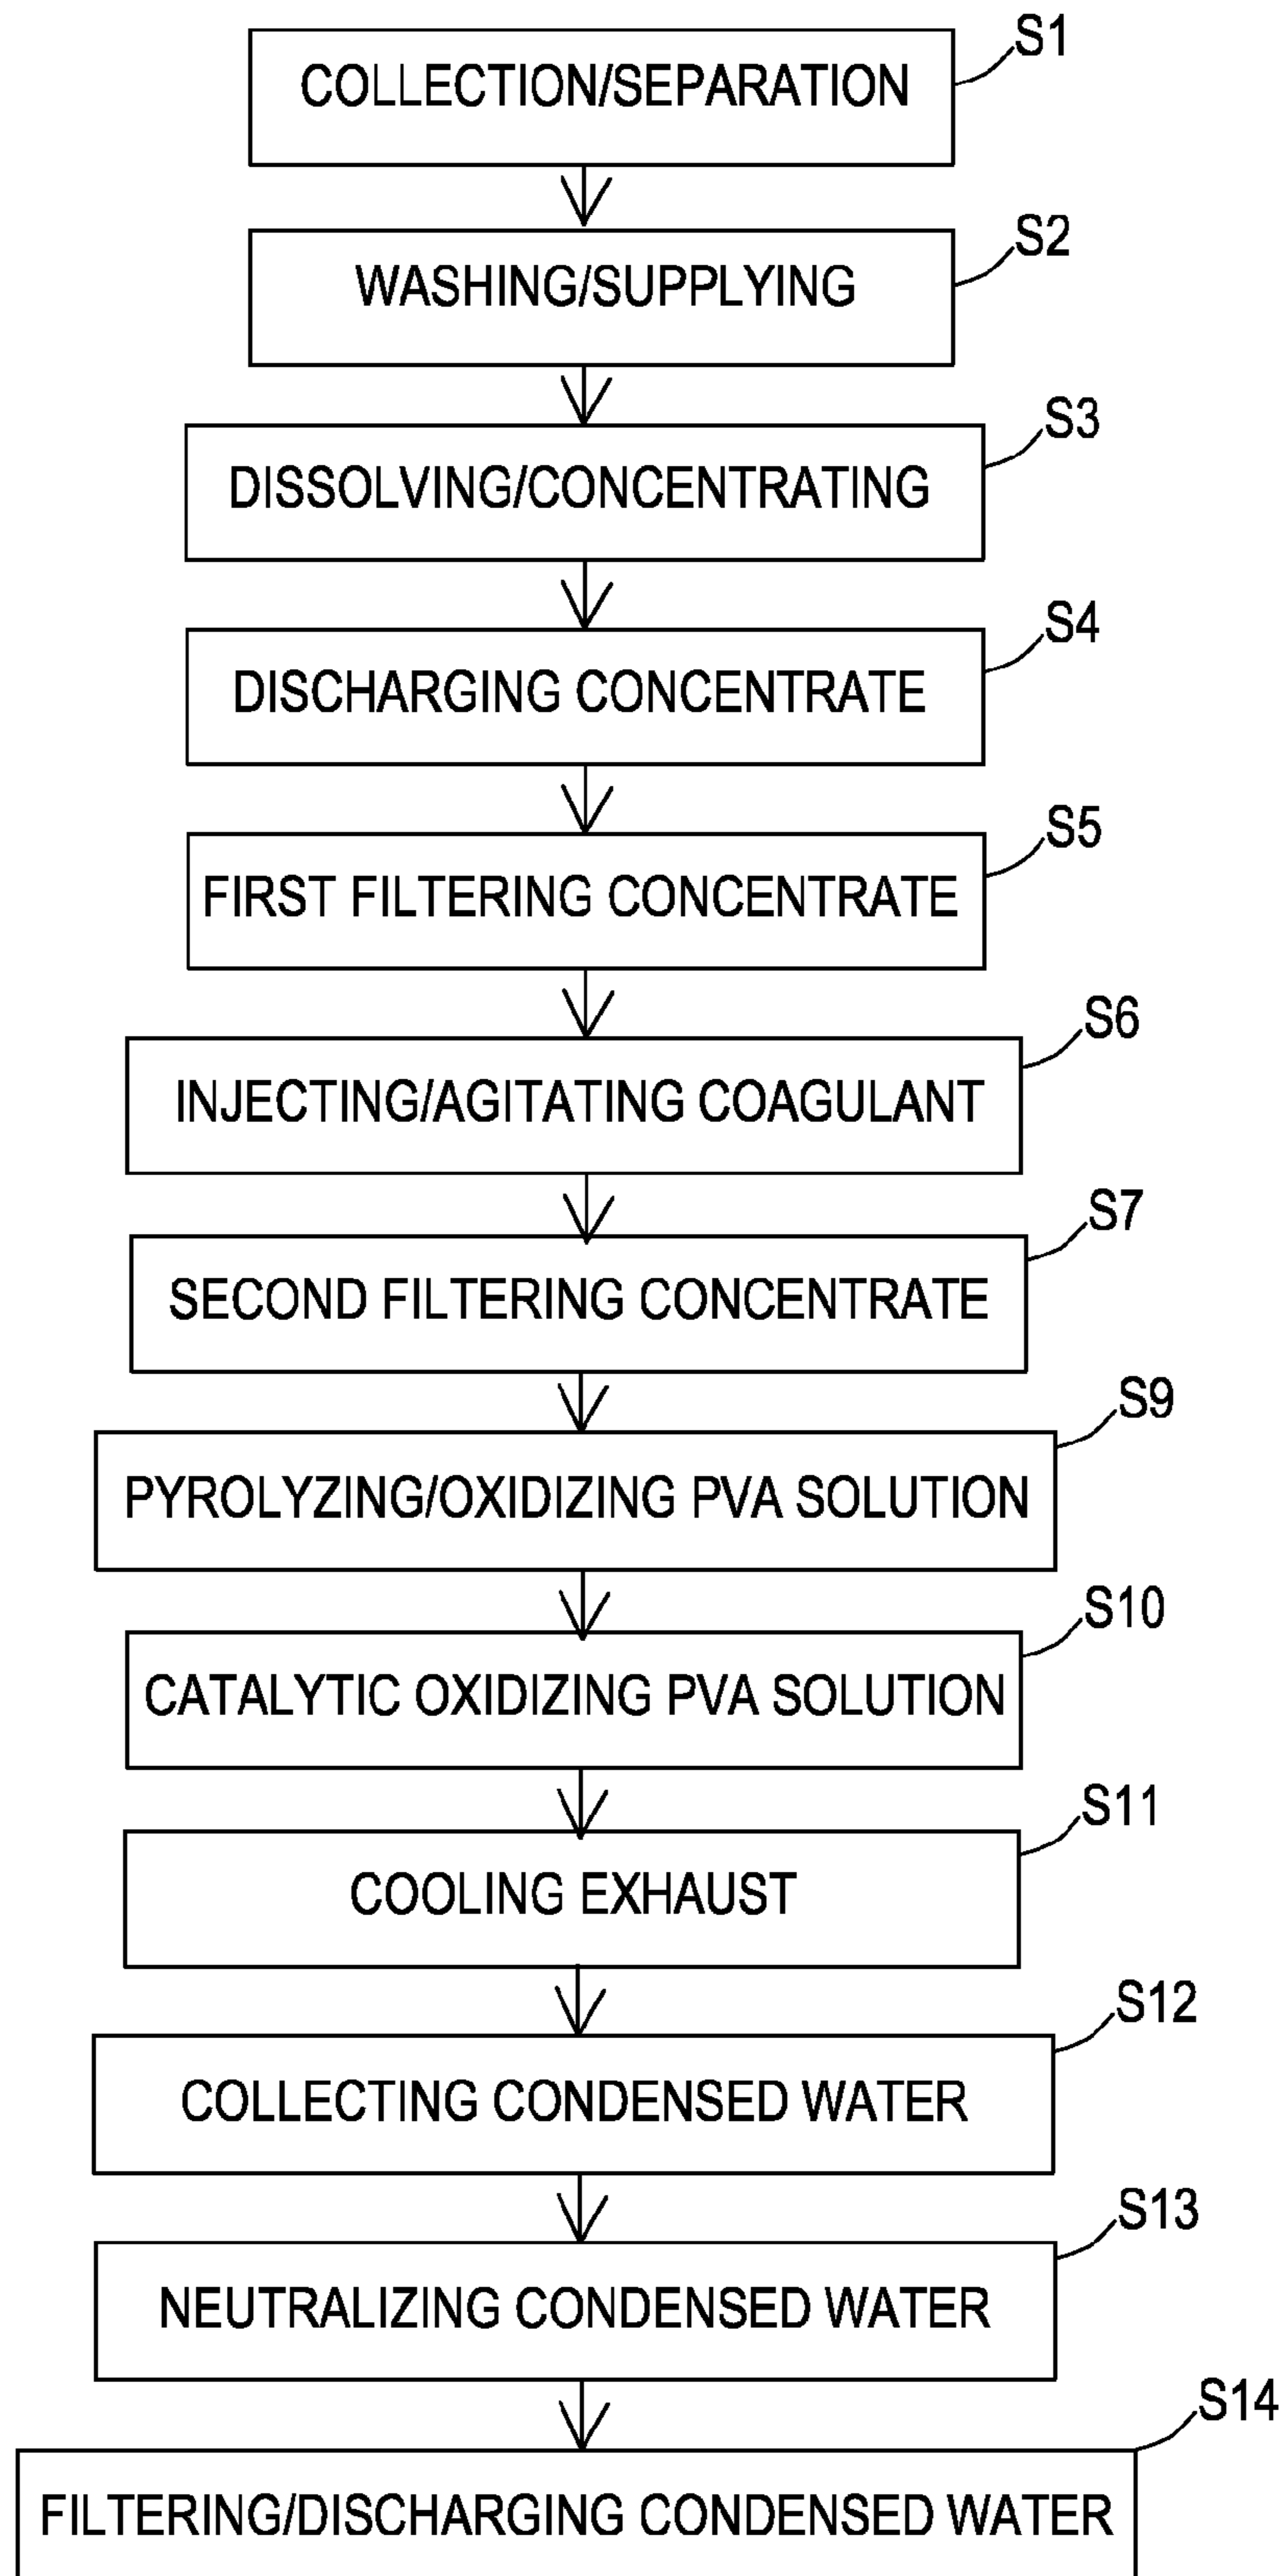 S1
COLLECTION/SEPARATION
S2
WASHING/SUPPLYING
S3
DISSOLVING/CONCENTRATING
S4
DISCHARGING CONCENTRATE
S5
FIRST FILTERING CONCENTRATE
S6
INJECTING/AGITATING COAGULANT
S7
SECOND FILTERING CONCENTRATE
S9
PYROLYZING/OXIDIZING PVA SOLUTION
S10
CATALYTIC OXIDIZING PVA SOLUTION
S11
COOLING EXHAUST
S12
COLLECTING CONDENSED WATER
S13
NEUTRALIZING CONDENSED WATER
S14
FILTERING/DISCHARGING CONDENSED WATER